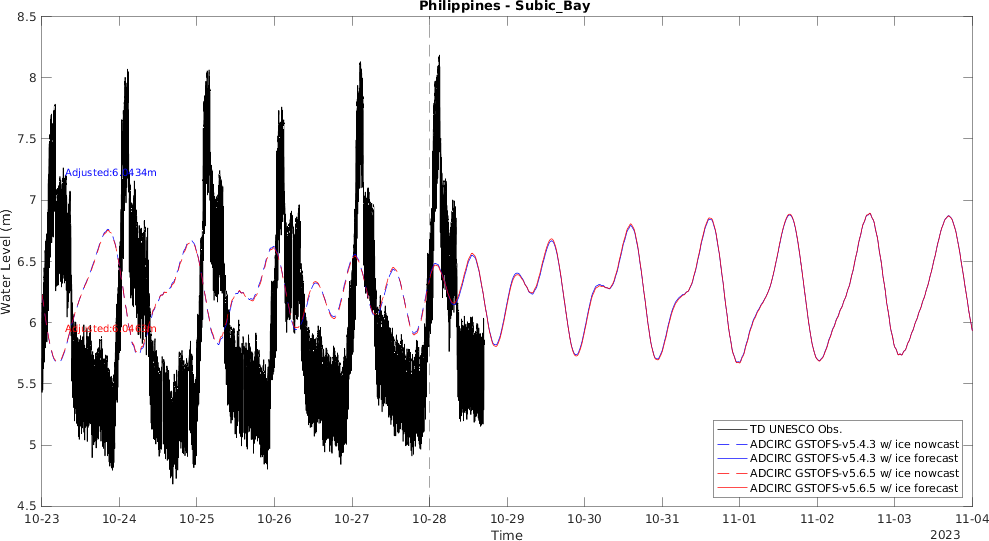 Philippines - Subic_Bay
8.5
8
7.5
7
6.5
6
5.5
5
4.5
Water Level (m)
Adjusted:
Adjusted:
10-23 10-24 10-25 10-26 10-27 10-28 10-29 10-30 10-31 11-01 11-02 11-03 11-04
Time
2023
TD UNESCO Obs.
ADCIRC GSTOFS-v5.4.3 w/ ice nowcast
ADCIRC GSTOFS-v5.4.3 w/ ice forecast
ADCIRC GSTOFS-v5.6.5 w/ ice nowcast
ADCIRC GSTOFS-v5.6.5 w/ ice forecast